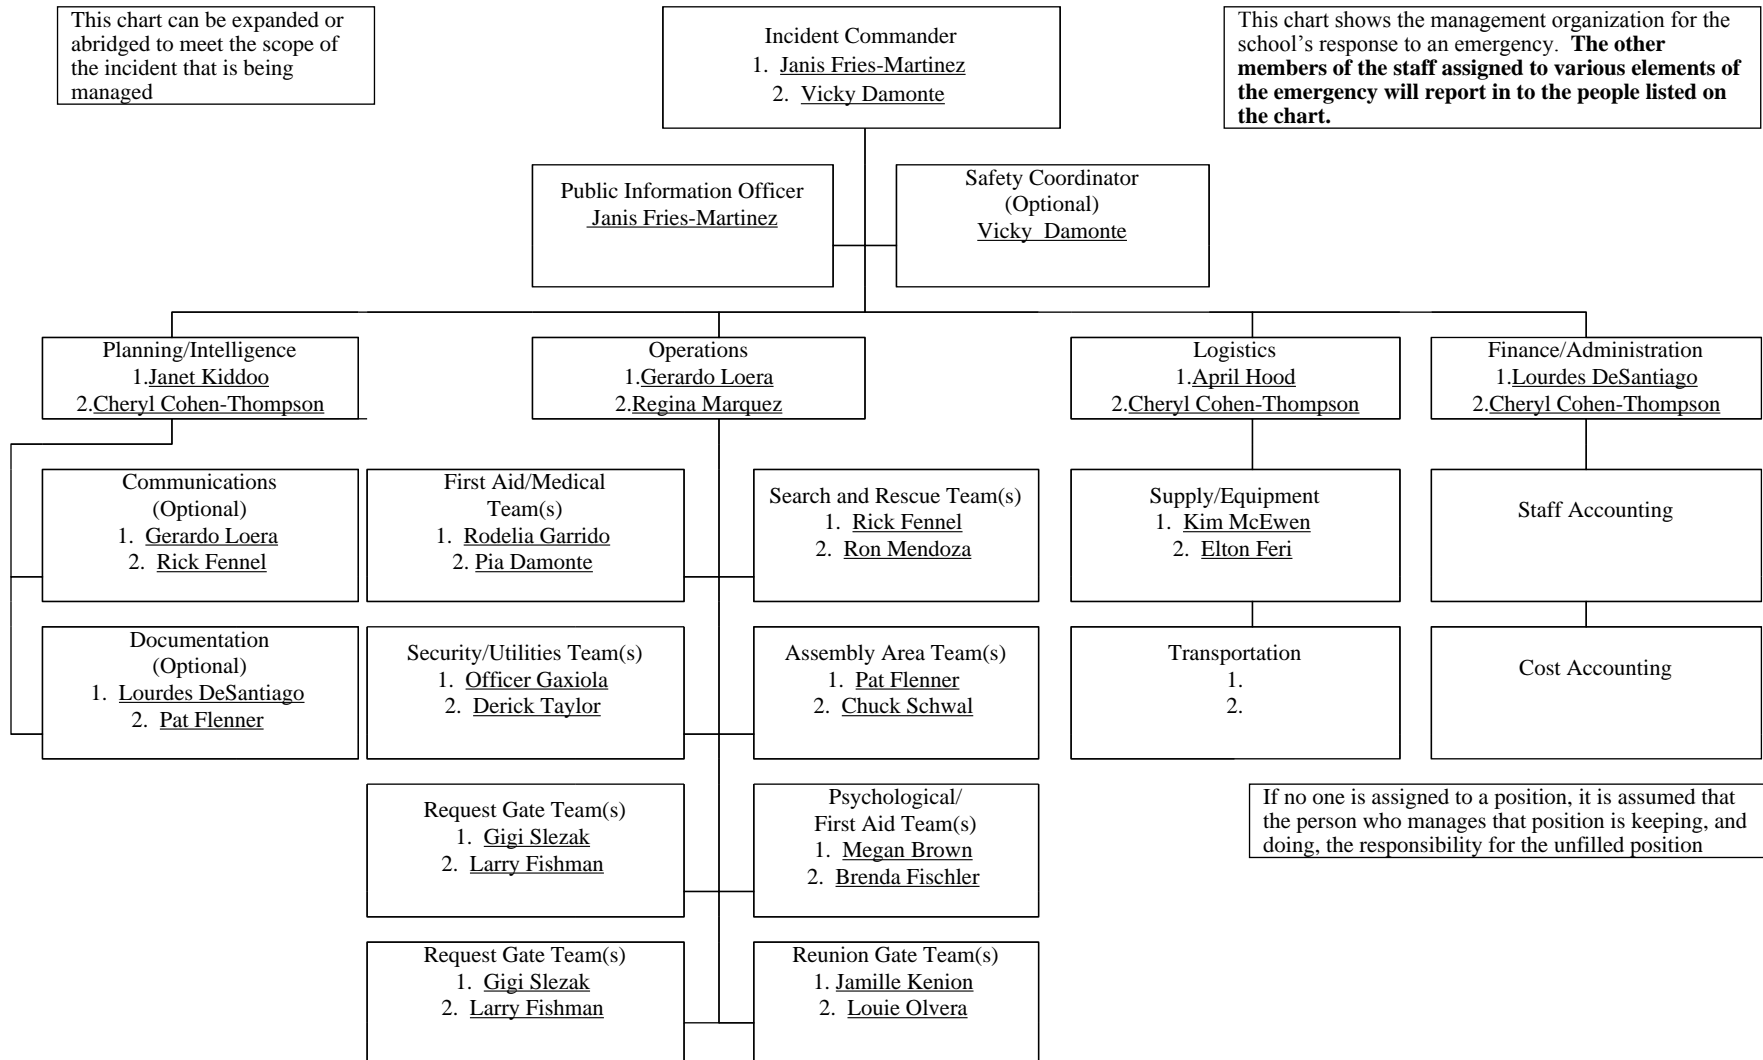 This chart can be expanded or
abridged to meet the scope of
the incident that is being
managed
Incident Commander
1. Janis Fries-Martinez
2. Vicky Damonte
This chart shows the management organization for the
school’s response to an emergency. The other
members of the staff assigned to various elements of
the emergency will report in to the people listed on
the chart.
Public Information Officer
Janis Fries-Martinez
Safety Coordinator
(Optional)
Vicky Damonte
Planning/Intelligence
1.Janet Kiddoo
2.Cheryl Cohen-Thompson
Operations
1.Gerardo Loera
2.Regina Marquez
Logistics
1.April Hood
2.Cheryl Cohen-Thompson
Finance/Administration
1.Lourdes DeSantiago
2.Cheryl Cohen-Thompson
Communications
(Optional)
1. Gerardo Loera
2. Rick Fennel
First Aid/Medical
Team(s)
1. Rodelia Garrido
2. Pia Damonte
Search and Rescue Team(s)
1. Rick Fennel
2. Ron Mendoza
Supply/Equipment
1. Kim McEwen
2. Elton Feri
Staff Accounting
Documentation
(Optional)
1. Lourdes DeSantiago
2. Pat Flenner
Security/Utilities Team(s)
1. Officer Gaxiola
2. Derick Taylor
Assembly Area Team(s)
1. Pat Flenner
2. Chuck Schwal
Transportation
1.
2.
Cost Accounting
Request Gate Team(s)
1. Gigi Slezak
2. Larry Fishman
Psychological/
First Aid Team(s)
1. Megan Brown
2. Brenda Fischler
If no one is assigned to a position, it is assumed that
the person who manages that position is keeping, and
doing, the responsibility for the unfilled position
Request Gate Team(s)
1. Gigi Slezak
2. Larry Fishman
Reunion Gate Team(s)
1. Jamille Kenion
2. Louie Olvera